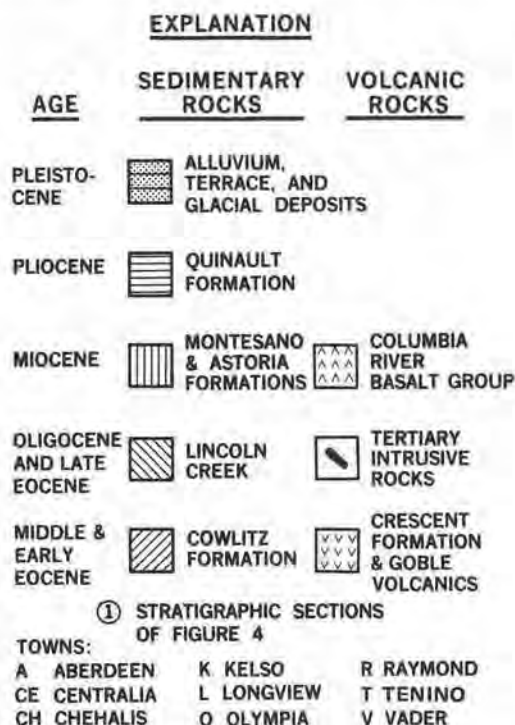 EXPLANATION
AGE
SEDIMENTARY
ROCKS
VOLCANIC
ROCKS
PLEISTO-
CENE
ALLUVIUM,
TERRACE, AND
GLACIAL DEPOSITS
PLIOCENE
QUINAULT
FORMATION
MIOCENE
MONTESANO
& ASTORIA
FORMATIONS
COLUMBIA
RIVER
BASALT GROUP
OLIGOCENE
AND LATE
EOCENE
LINCOLN
CREEK
TERTIARY
INTRUSIVE
ROCKS
MIDDLE &
EARLY
EOCENE
COWLITZ
FORMATION
CRESCENT
FORMATION
& GOBLE
VOLCANICS
① STRATIGRAPHIC SECTIONS
OF FIGURE 4
TOWNS:
A ABERDEEN K KELSO R RAYMOND
CE CENTRALIA L LONGVIEW T TENINO
CH CHEHALIS O OLYMPIA V VADER